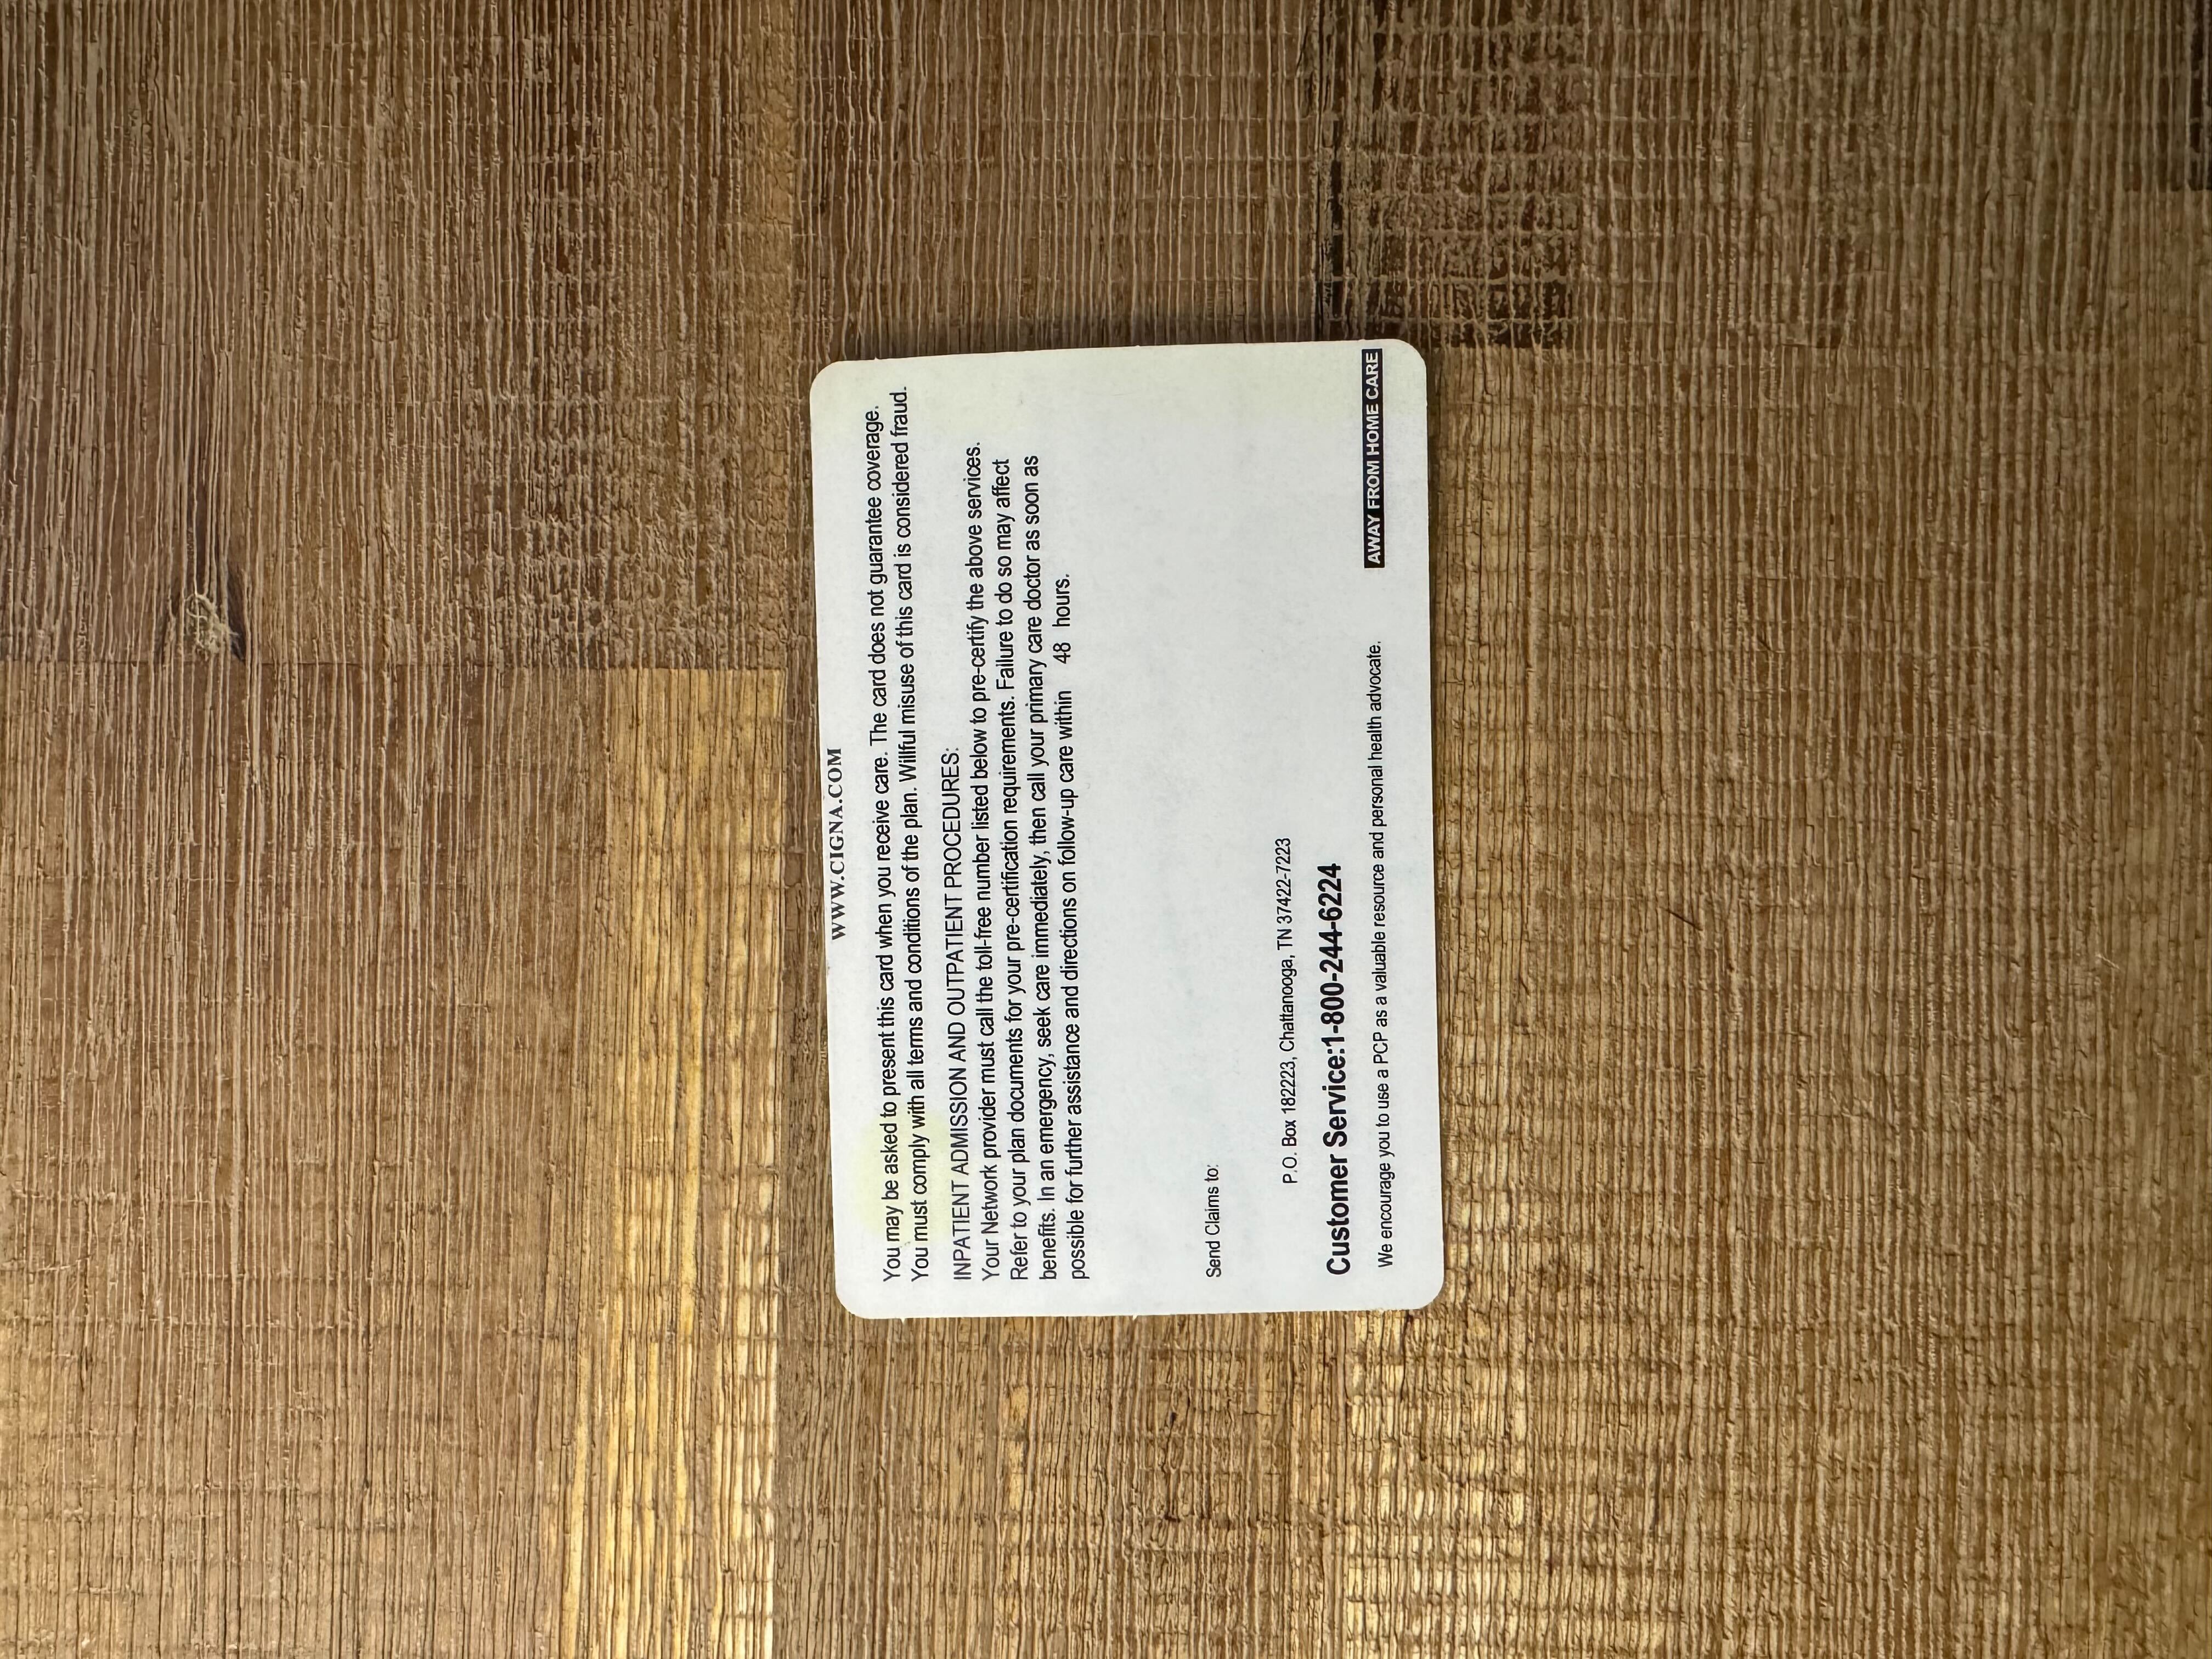 WWW.CIGNA.COM
You may be asked to present this card when you receive care. The card does not guarantee coverage.
You must comply with all terms and conditions of the plan. Willful misuse of this card is considered fraud.
INPATIENT ADMISSION AND OUTPATIENT PROCEDURES:
Your Network provider must call the toll-free number listed below to pre-certify the above services.
Refer to your plan documents for your pre-certification requirements. Failure to do so may affect
benefits. In an emergency, seek care immediately, then call your primary care doctor as soon as
possible for further assistance and directions on follow-up care within 48 hours.
Send Claims to:
P.O. Box 182223, Chattanooga, TN 37422-7223
Customer Service:1-800-244-6224
We encourage you to use a PCP as a valuable resource and personal health advocate.
AWAY FROM HOME CARE